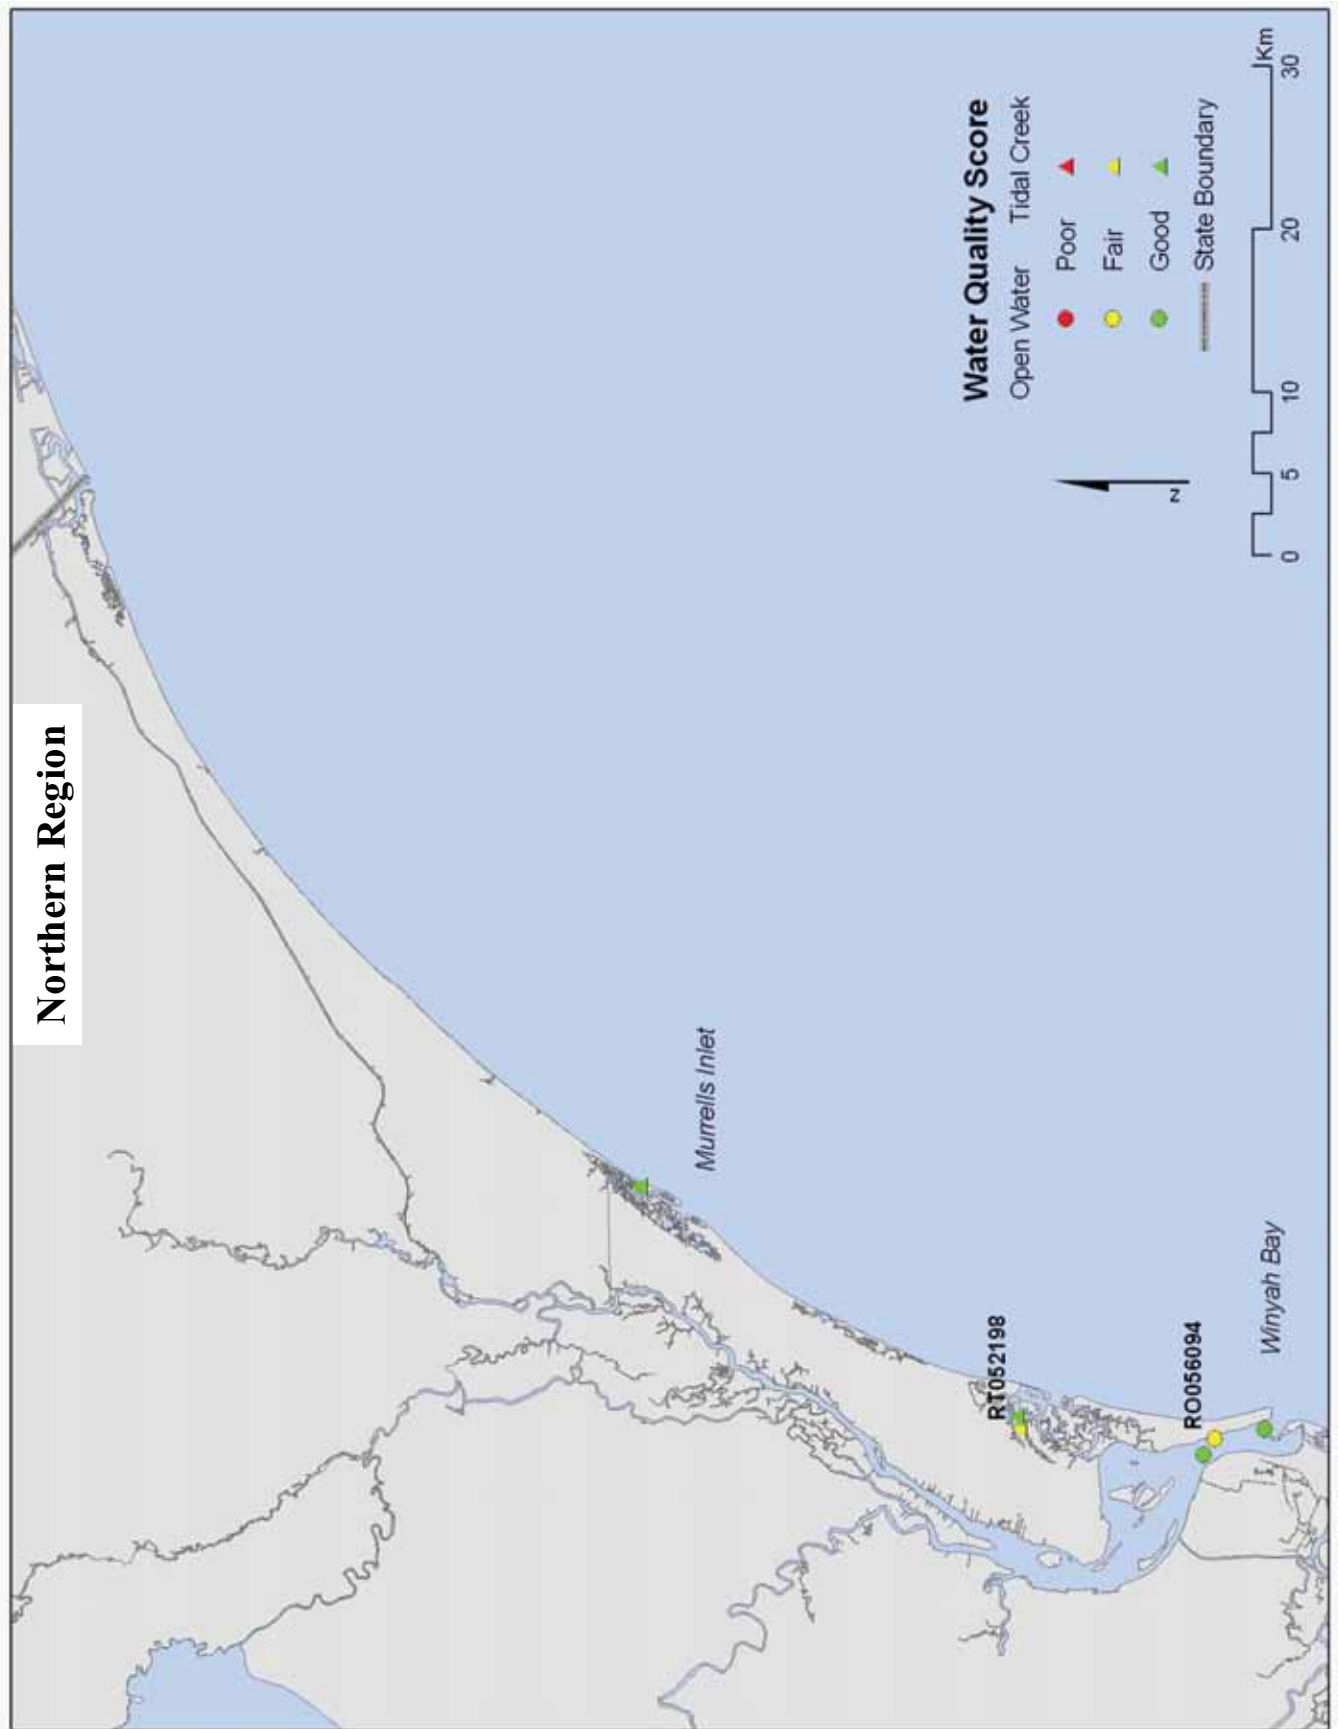 Northern Region
Murrells Inlet
RT052198
RO056094
Winyah Bay
Water Quality Score
Open Water Tidal Creek
Poor
Fair
Good
State Boundary
N
0 5 10 20 30 Km